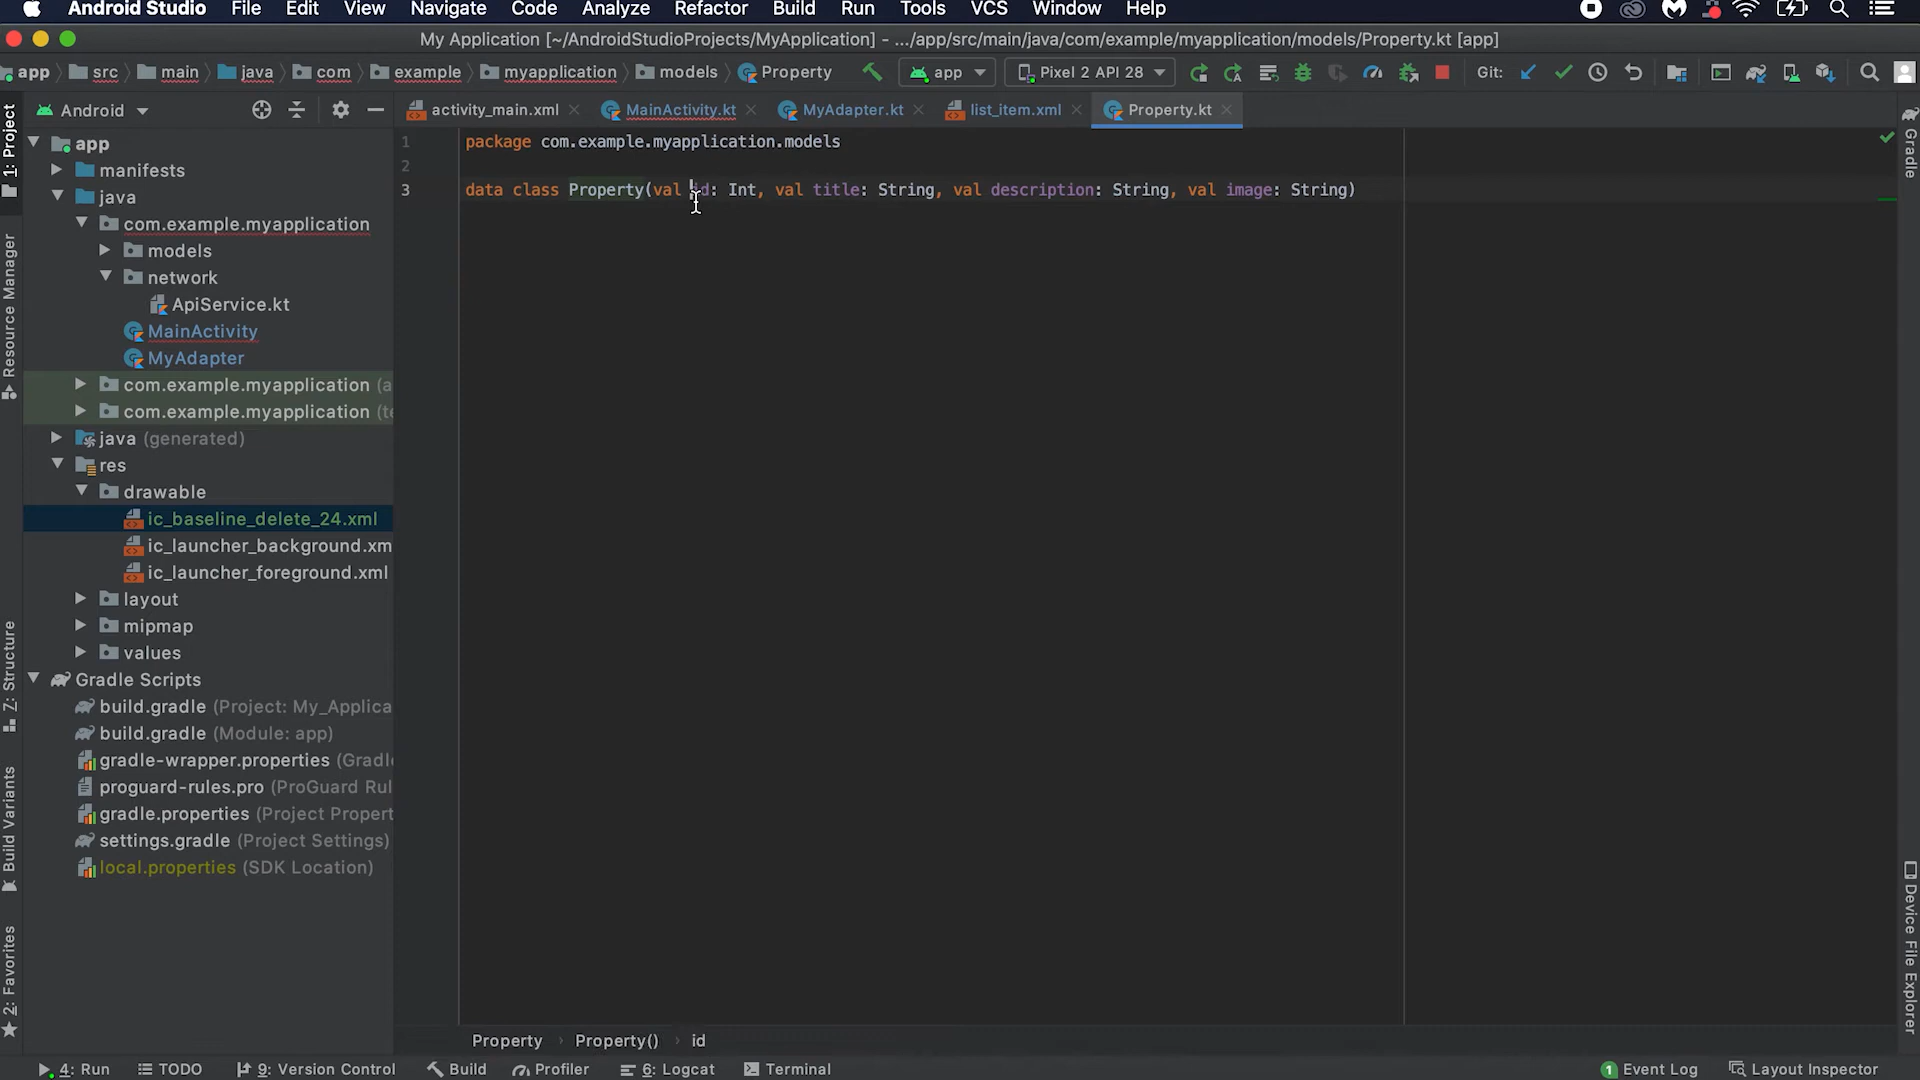 Android Studio File Edit View Navigate Code Analyze Refactor Build Run Tools VCS Window Help
My Application [~/AndroidStudioProjects/MyApplication] - .../app/src/main/java/com/example/myapplication/models/Property.kt [app]
app src main java com example myapplication models Property app Pixel 2 API 28 Git:
Android activity_main.xml MainActivity.kt MyAdapter.kt list_item.xml Property.kt
1: Project
Resource Manager
Z: Structure
Build Variants
2: Favorites
app
manifests
java
com.example.myapplication
models
network
ApiService.kt
MainActivity
MyAdapter
com.example.myapplication (a
com.example.myapplication (te
java (generated)
res
drawable
ic_baseline_delete_24.xml
ic_launcher_background.xm
ic_launcher_foreground.xml
layout
mipmap
values
Gradle Scripts
build.gradle (Project: My_Applica
build.gradle (Module: app)
gradle-wrapper.properties (Gradl
proguard-rules.pro (ProGuard Rul
gradle.properties (Project Propert
settings.gradle (Project Settings)
local.properties (SDK Location)
1 package com.example.myapplication.models
2
3 data class Property(val id: Int, val title: String, val description: String, val image: String)
Gradle
Device File Explorer
Property Property() id
4: Run TODO 9: Version Control Build Profiler 6: Logcat Terminal 1 Event Log Layout Inspector